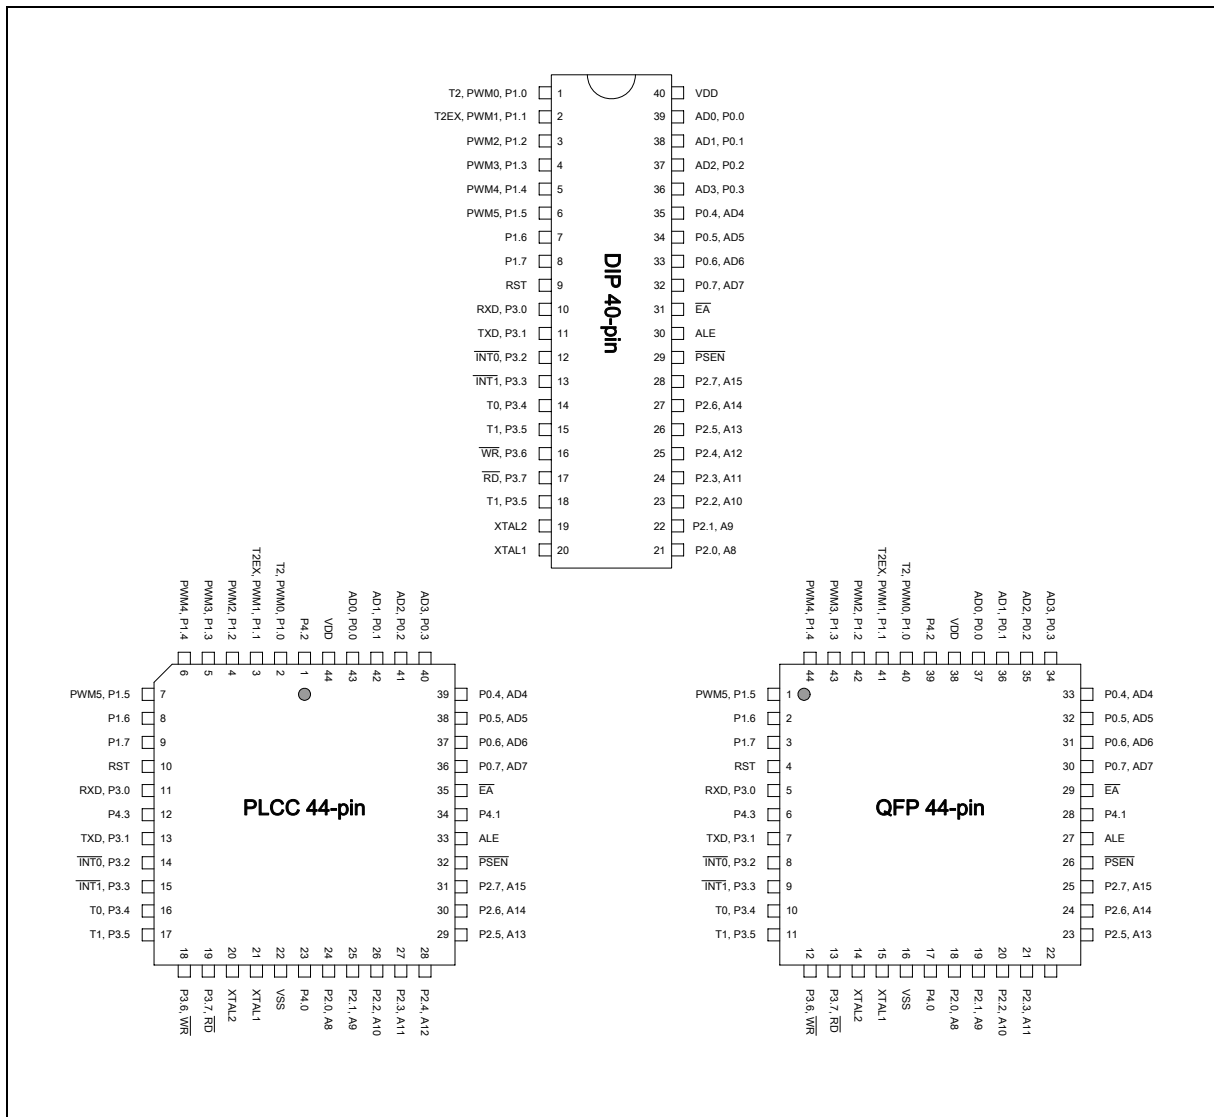 T2, PWM0, P1.0 1 40 VDD
T2EX, PWM1, P1.1 2 39 AD0, P0.0
PWM2, P1.2 3 38 AD1, P0.1
PWM3, P1.3 4 37 AD2, P0.2
PWM4, P1.4 5 36 AD3, P0.3
PWM5, P1.5 6 35 P0.4, AD4
P1.6 7 34 P0.5, AD5
P1.7 8 33 P0.6, AD6
RST 9 32 P0.7, AD7
RXD, P3.0 10 31 EA
TXD, P3.1 11 30 ALE
INT0, P3.2 12 29 PSEN
INT1, P3.3 13 28 P2.7, A15
T0, P3.4 14 27 P2.6, A14
T1, P3.5 15 26 P2.5, A13
WR, P3.6 16 25 P2.4, A12
RD, P3.7 17 24 P2.3, A11
T1, P3.5 18 23 P2.2, A10
XTAL2 19 22 P2.1, A9
XTAL1 20 21 P2.0, A8
DIP 40-pin
PWM4, P1.4
PWM3, P1.3
PWM2, P1.2
T2EX, PWM1, P1.1
T2, PWM0, P1.0
P4.2
VDD
AD0, P0.0
AD1, P0.1
AD2, P0.2
AD3, P0.3
6 5 4 3 2 1 44 43 42 41 40
PWM5, P1.5 7 39 P0.4, AD4
P1.6 8 38 P0.5, AD5
P1.7 9 37 P0.6, AD6
RST 10 36 P0.7, AD7
RXD, P3.0 11 35 EA
P4.3 12 34 P4.1
TXD, P3.1 13 33 ALE
INT0, P3.2 14 32 PSEN
INT1, P3.3 15 31 P2.7, A15
T0, P3.4 16 30 P2.6, A14
T1, P3.5 17 29 P2.5, A13
PLCC 44-pin
18 19 20 21 22 23 24 25 26 27 28
P3.6, WR
P3.7, RD
XTAL2
XTAL1
VSS
P4.0
P2.0, A8
P2.1, A9
P2.2, A10
P2.3, A11
P2.4, A12
PWM4, P1.4
PWM3, P1.3
PWM2, P1.2
T2EX, PWM1, P1.1
T2, PWM0, P1.0
P4.2
VDD
AD0, P0.0
AD1, P0.1
AD2, P0.2
AD3, P0.3
44 43 42 41 40 39 38 37 36 35 34
PWM5, P1.5 1 33 P0.4, AD4
P1.6 2 32 P0.5, AD5
P1.7 3 31 P0.6, AD6
RST 4 30 P0.7, AD7
RXD, P3.0 5 29 EA
P4.3 6 28 P4.1
TXD, P3.1 7 27 ALE
INT0, P3.2 8 26 PSEN
INT1, P3.3 9 25 P2.7, A15
T0, P3.4 10 24 P2.6, A14
T1, P3.5 11 23 P2.5, A13
QFP 44-pin
12 13 14 15 16 17 18 19 20 21 22
P3.6, WR
P3.7, RD
XTAL2
XTAL1
VSS
P4.0
P2.0, A8
P2.1, A9
P2.2, A10
P2.3, A11